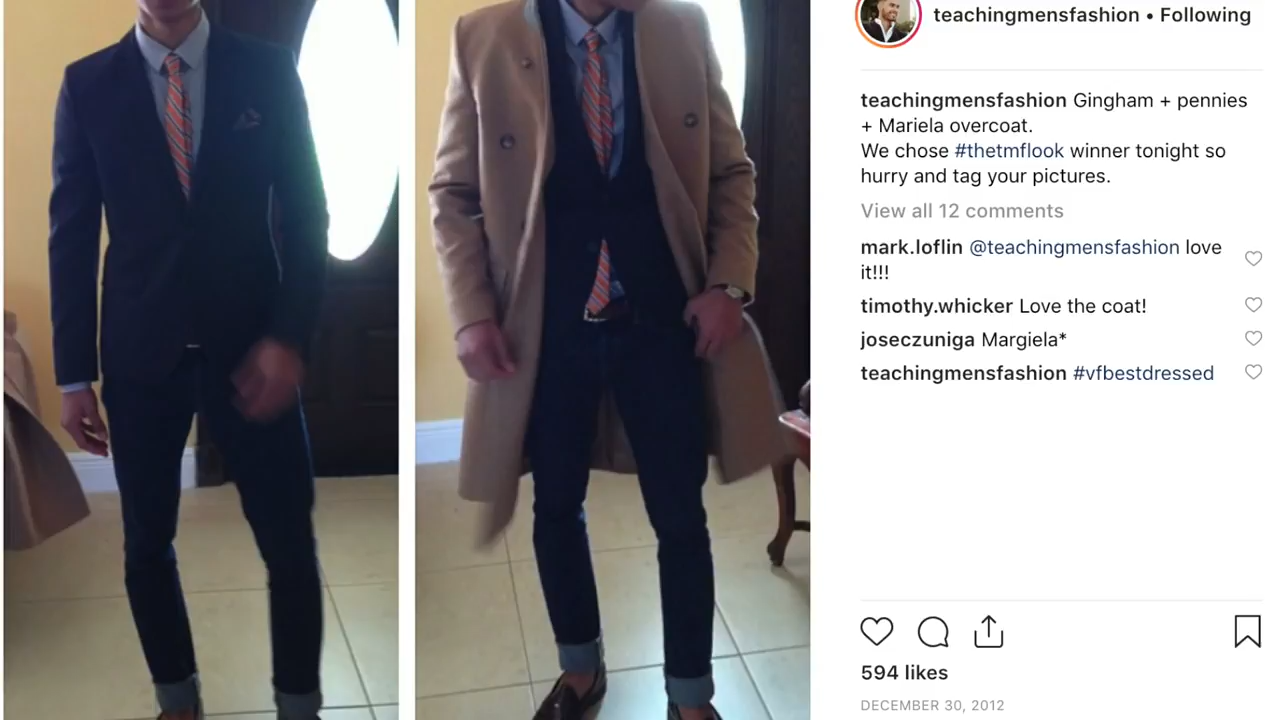 teachingmensfashion • Following
teachingmensfashion Gingham + pennies
+ Mariela overcoat.
We chose #thetmflook winner tonight so
hurry and tag your pictures.
View all 12 comments
mark.loflin @teachingmensfashion love
it!!!
timothy.whicker Love the coat!
joseczuniga Margiela*
teachingmensfashion #vfbestdressed
594 likes
DECEMBER 30, 2012